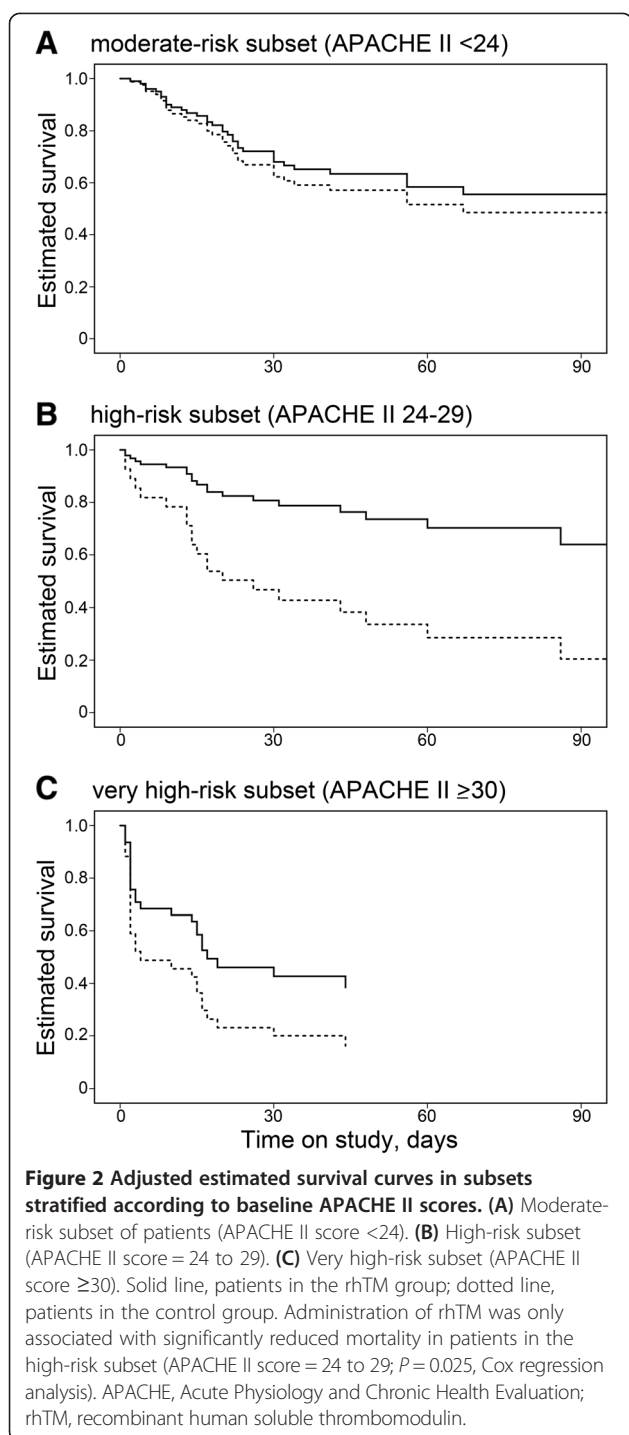 A moderate-risk subset (APACHE II <24)
1.0
0.8
0.6
0.4
0.2
0
Estimated survival
0 30 60 90
B high-risk subset (APACHE II 24-29)
1.0
0.8
0.6
0.4
0.2
0
Estimated survival
0 30 60 90
C very high-risk subset (APACHE II ≥30)
1.0
0.8
0.6
0.4
0.2
0
Estimated survival
0 30 60 90
Time on study, days
Figure 2 Adjusted estimated survival curves in subsets
stratified according to baseline APACHE II scores. (A) Moderate-
risk subset of patients (APACHE II score <24). (B) High-risk subset
(APACHE II score = 24 to 29). (C) Very high-risk subset (APACHE II
score ≥30). Solid line, patients in the rhTM group; dotted line,
patients in the control group. Administration of rhTM was only
associated with significantly reduced mortality in patients in the
high-risk subset (APACHE II score = 24 to 29; P = 0.025, Cox regression
analysis). APACHE, Acute Physiology and Chronic Health Evaluation;
rhTM, recombinant human soluble thrombomodulin.